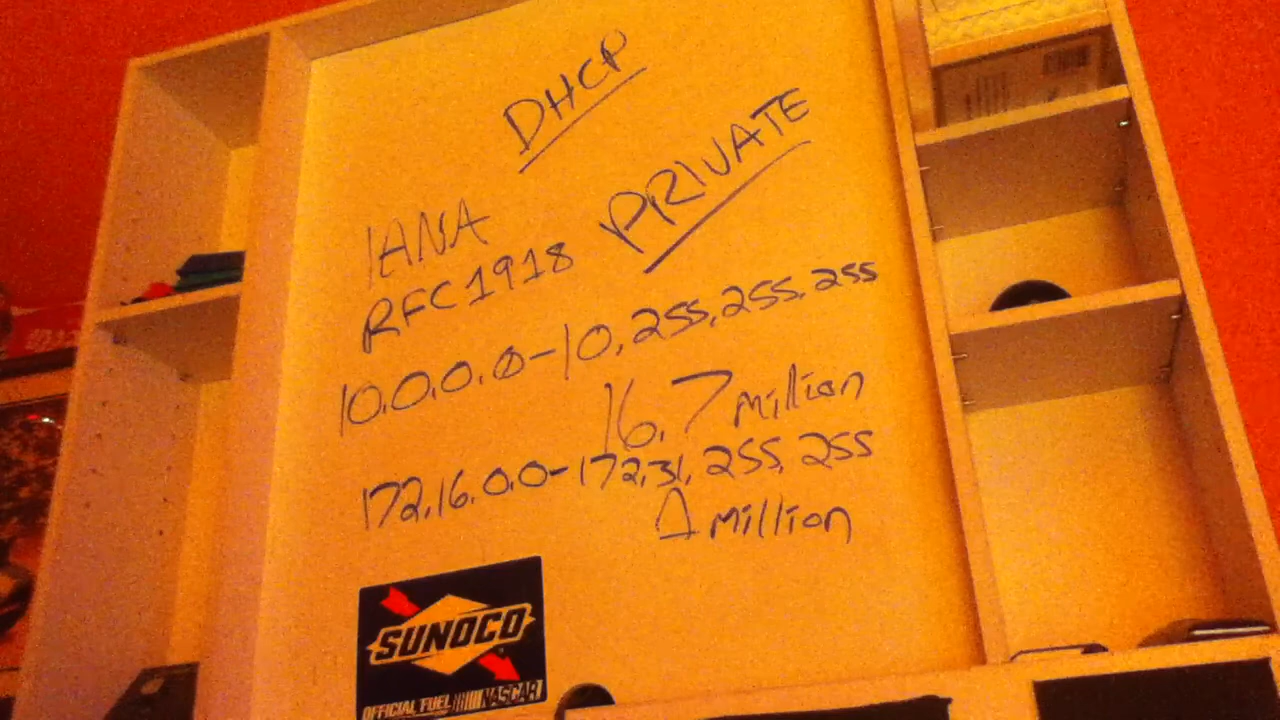 DHCP
PRIVATE
IANA
RFC1918
10.0.0.0-10.255.255.255
16.7 million
172.16.0.0-172.31.255.255
1 million
SUNOCO
OFFICIAL FUEL NASCAR